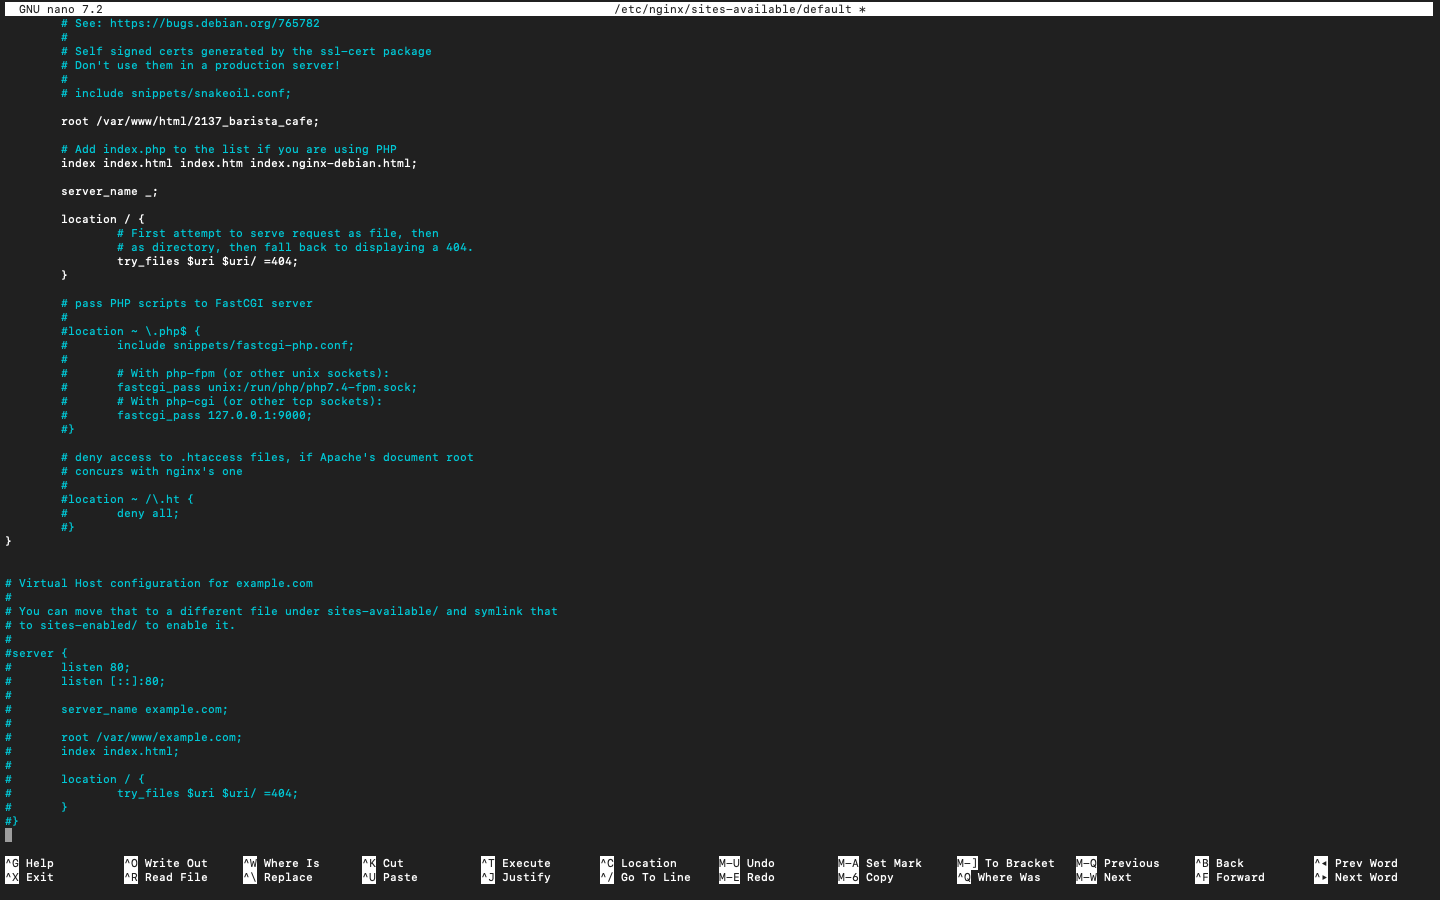 GNU nano 7.2 /etc/nginx/sites-available/default *
# See: https://bugs.debian.org/765782
#
# Self signed certs generated by the ssl-cert package
# Don't use them in a production server!
#
# include snippets/snakeoil.conf;
root /var/www/html/2137_barista_cafe;
# Add index.php to the list if you are using PHP
index index.html index.htm index.nginx-debian.html;
server_name _;
location / {
# First attempt to serve request as file, then
# as directory, then fall back to displaying a 404.
try_files $uri $uri/ =404;
}
# pass PHP scripts to FastCGI server
#
#location ~ \.php$ {
#       include snippets/fastcgi-php.conf;
#
#       # With php-fpm (or other unix sockets):
#       fastcgi_pass unix:/run/php/php7.4-fpm.sock;
#       # With php-cgi (or other tcp sockets):
#       fastcgi_pass 127.0.0.1:9000;
#}
# deny access to .htaccess files, if Apache's document root
# concurs with nginx's one
#
#location ~ /\.ht {
#       deny all;
#}
}
# Virtual Host configuration for example.com
#
# You can move that to a different file under sites-available/ and symlink that
# to sites-enabled/ to enable it.
#
#server {
#       listen 80;
#       listen [::]:80;
#
#       server_name example.com;
#
#       root /var/www/example.com;
#       index index.html;
#
#       location / {
#               try_files $uri $uri/ =404;
#       }
#}
^G Help ^O Write Out ^W Where Is ^K Cut ^T Execute ^C Location M-U Undo M-A Set Mark M-] To Bracket M-Q Previous ^B Back ^◂ Prev Word
^X Exit ^R Read File ^\ Replace ^U Paste ^J Justify ^/ Go To Line M-E Redo M-6 Copy ^Q Where Was M-W Next ^F Forward ^▸ Next Word